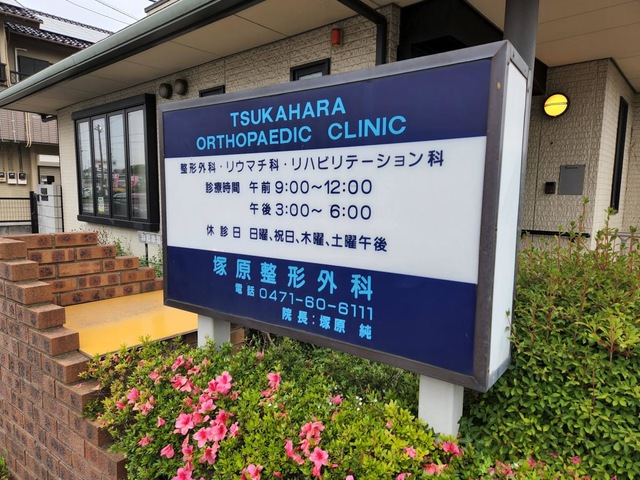 TSUKAHARA
ORTHOPAEDIC CLINIC
整形外科・リウマチ科・リハビリテーション科
診療時間 午前 9:00〜12:00
午後 3:00〜 6:00
休診日 日曜、祝日、木曜、土曜午後
塚原整形外科
電話 0471-60-6111
院長:塚原 純